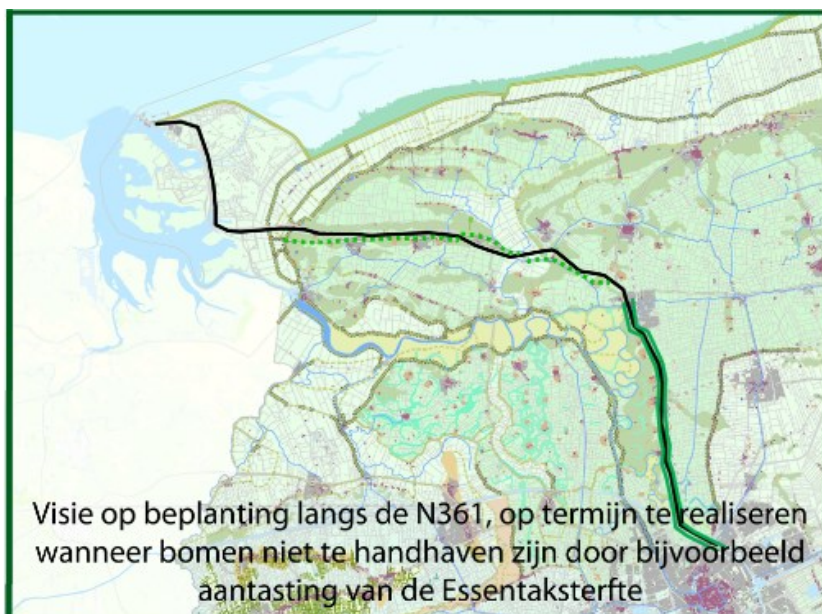 Visie op beplanting langs de N361, op termijn te realiseren
wanneer bomen niet te handhaven zijn door bijvoorbeeld
aantasting van de Essentaksterfte